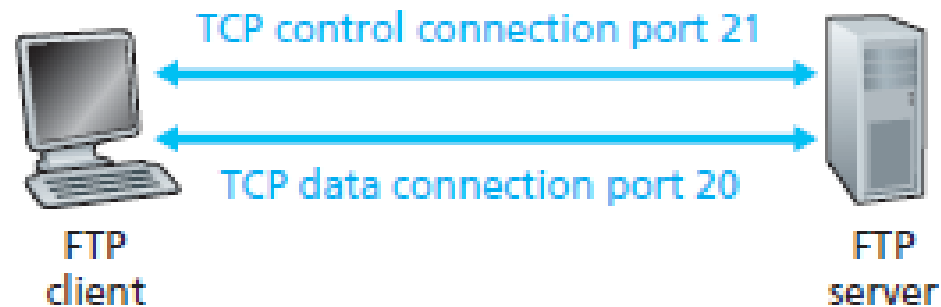 TCP control connection port 21
TCP data connection port 20
FTP
client
FTP
server